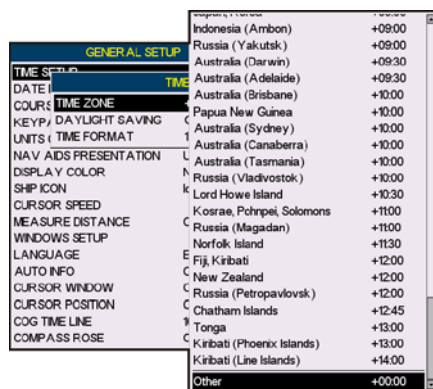 GENERAL SETUP
TIME SETUP
TIME
TIME ZONE
DAYLIGHT SAVING
TIME FORMAT
NAV AIDS PRESENTATION
DISPLAY COLOR
SHIP ICON
CURSOR SPEED
MEASURE DISTANCE
WINDOWS SETUP
LANGUAGE
AUTO INFO
CURSOR WINDOW
CURSOR POSITION
COG TIME LINE
COMPASS ROSE
Indonesia (Ambon) +09:00
Russia (Yakutsk) +09:00
Australia (Darwin) +09:30
Australia (Adelaide) +09:30
Australia (Brisbane) +10:00
Papua New Guinea +10:00
Australia (Sydney) +10:00
Australia (Canaberra) +10:00
Australia (Tasmania) +10:00
Russia (Vladivostok) +10:00
Lord Howe Island +10:30
Kosrae, Pohnpei, Solomons +11:00
Russia (Magadan) +11:00
Norfolk Island +11:30
Fiji, Kiribati +12:00
New Zealand +12:00
Russia (Petropavlovsk) +12:00
Chatham Islands +12:45
Tonga +13:00
Kiribati (Phoenix Islands) +13:00
Kiribati (Line Islands) +14:00
Other +00:00